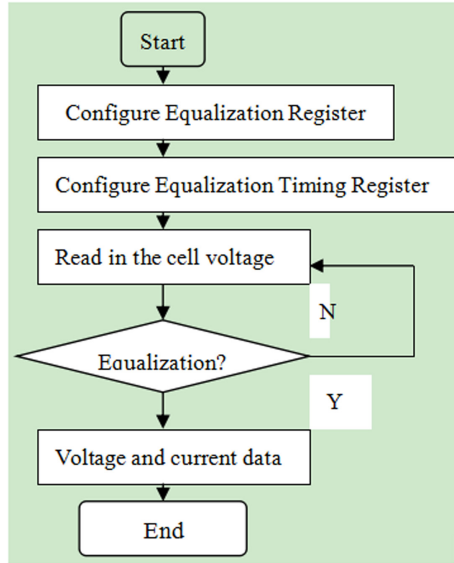 Start
Configure Equalization Register
Configure Equalization Timing Register
Read in the cell voltage
N
Equalization?
Y
Voltage and current data
End